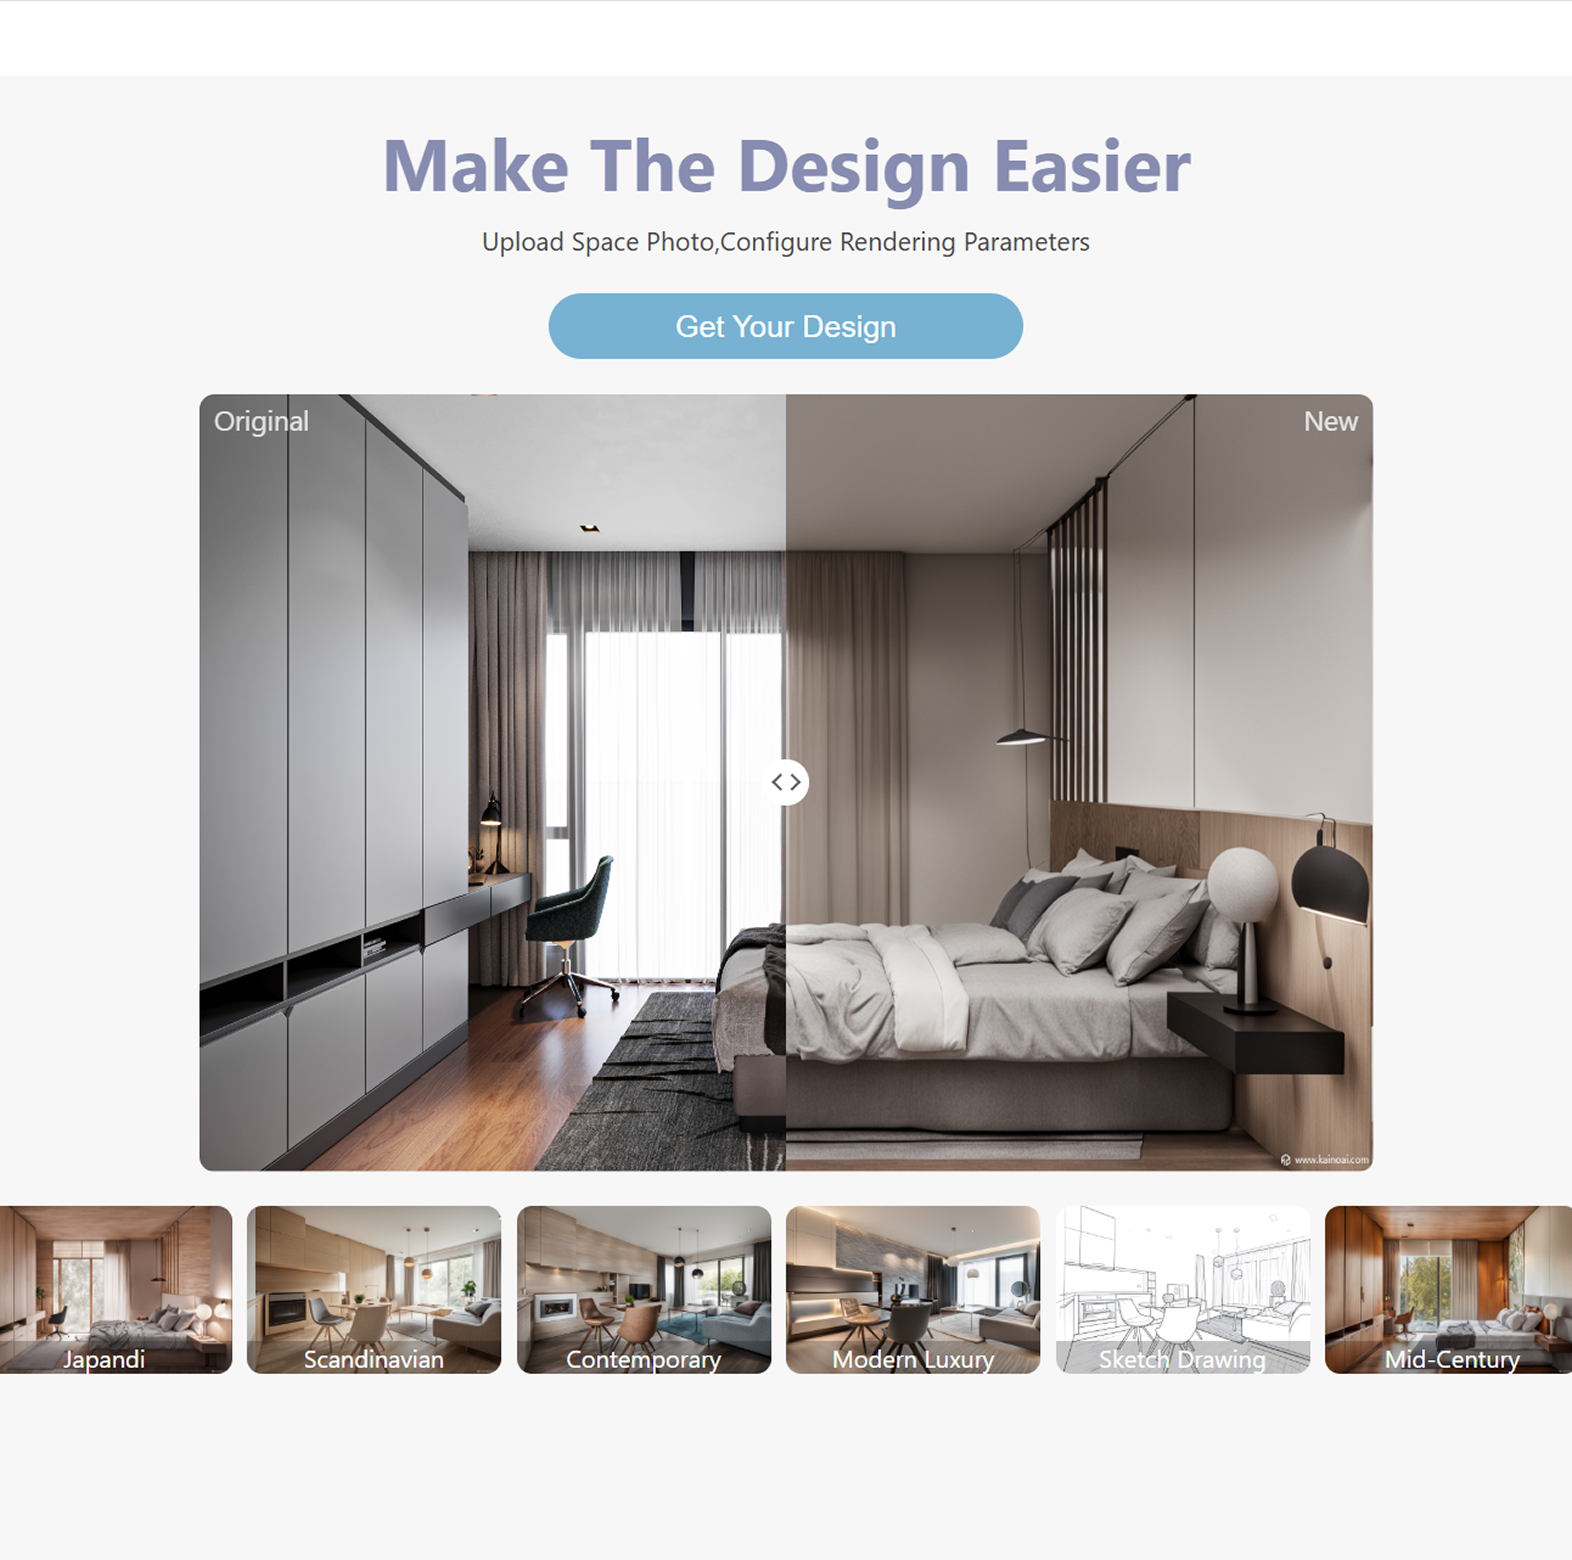 Make The Design Easier
Upload Space Photo,Configure Rendering Parameters
Get Your Design
Original
New
www.kainoai.com
Japandi
Scandinavian
Contemporary
Modern Luxury
Sketch Drawing
Mid-Century